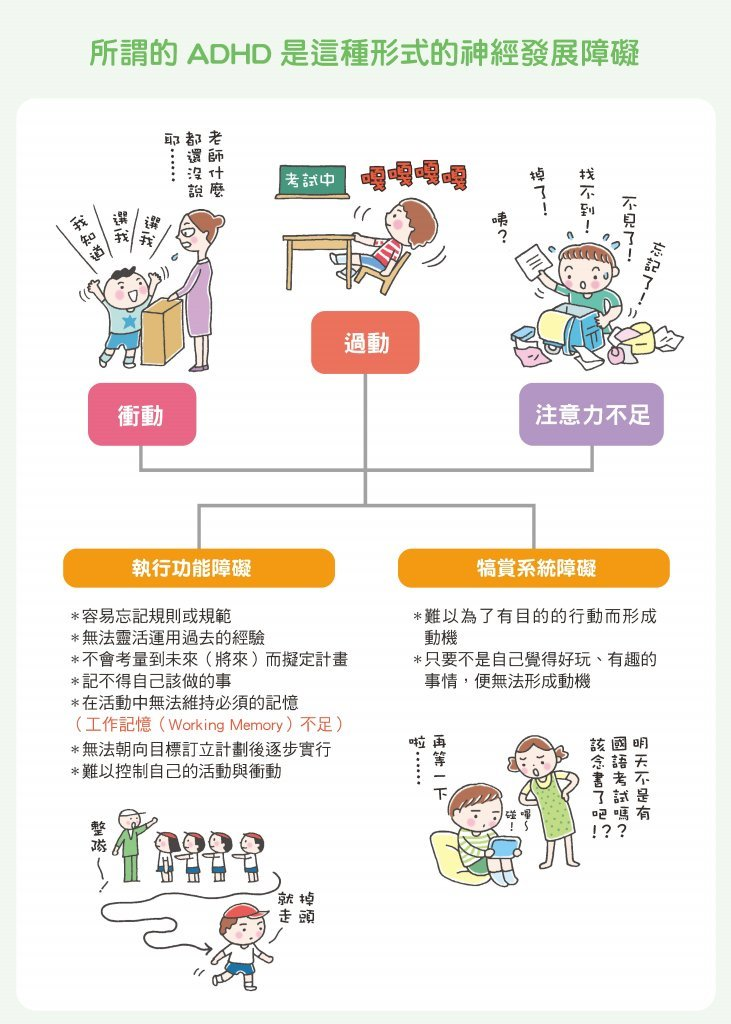 所謂的 ADHD 是這種形式的神經發展障礙
老師什麼
都還沒說
耶……
選我
選我
我知道
考試中
嘎嘎嘎嘎
不見了！
忘記了！
找不到！
掉了！
咦？
過動
衝動
注意力不足
執行功能障礙
＊容易忘記規則或規範
＊無法靈活運用過去的經驗
＊不會考量到未來（將來）而擬定計畫
＊記不得自己該做的事
＊在活動中無法維持必須的記憶
（工作記憶（Working Memory）不足）
＊無法朝向目標訂立計劃後逐步實行
＊難以控制自己的活動與衝動
整隊～！
掉頭
就走
犒賞系統障礙
＊難以為了有目的的行動而形成
動機
＊只要不是自己覺得好玩、有趣的
事情，便無法形成動機
明天不是有
國語考試嗎？
該念書了吧！？
再等一下
啦……
嗶～
碰！